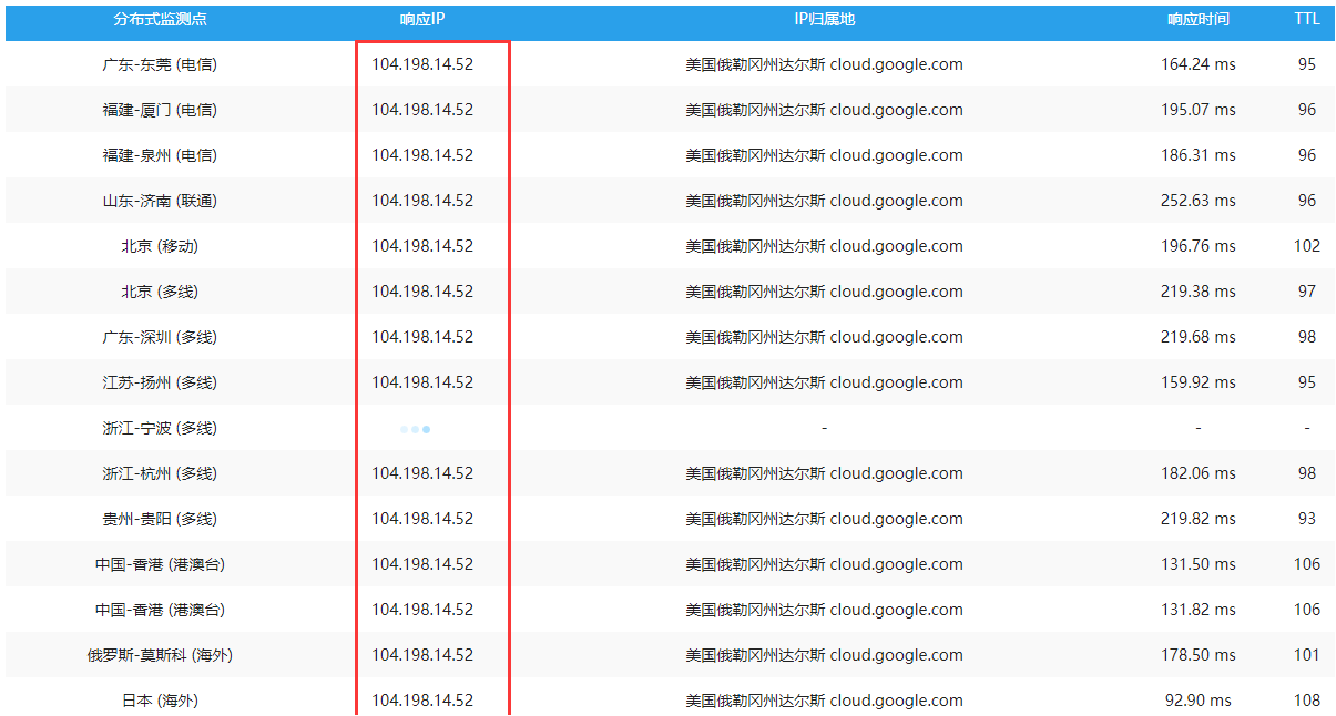 分布式监测点 响应IP IP归属地 响应时间 TTL
广东-东莞 (电信) 104.198.14.52 美国俄勒冈州达尔斯 cloud.google.com 164.24 ms 95
福建-厦门 (电信) 104.198.14.52 美国俄勒冈州达尔斯 cloud.google.com 195.07 ms 96
福建-泉州 (电信) 104.198.14.52 美国俄勒冈州达尔斯 cloud.google.com 186.31 ms 96
山东-济南 (联通) 104.198.14.52 美国俄勒冈州达尔斯 cloud.google.com 252.63 ms 96
北京 (移动) 104.198.14.52 美国俄勒冈州达尔斯 cloud.google.com 196.76 ms 102
北京 (多线) 104.198.14.52 美国俄勒冈州达尔斯 cloud.google.com 219.38 ms 97
广东-深圳 (多线) 104.198.14.52 美国俄勒冈州达尔斯 cloud.google.com 219.68 ms 98
江苏-扬州 (多线) 104.198.14.52 美国俄勒冈州达尔斯 cloud.google.com 159.92 ms 95
浙江-宁波 (多线) - - -
浙江-杭州 (多线) 104.198.14.52 美国俄勒冈州达尔斯 cloud.google.com 182.06 ms 98
贵州-贵阳 (多线) 104.198.14.52 美国俄勒冈州达尔斯 cloud.google.com 219.82 ms 93
中国-香港 (港澳台) 104.198.14.52 美国俄勒冈州达尔斯 cloud.google.com 131.50 ms 106
中国-香港 (港澳台) 104.198.14.52 美国俄勒冈州达尔斯 cloud.google.com 131.82 ms 106
俄罗斯-莫斯科 (海外) 104.198.14.52 美国俄勒冈州达尔斯 cloud.google.com 178.50 ms 101
日本 (海外) 104.198.14.52 美国俄勒冈州达尔斯 cloud.google.com 92.90 ms 108